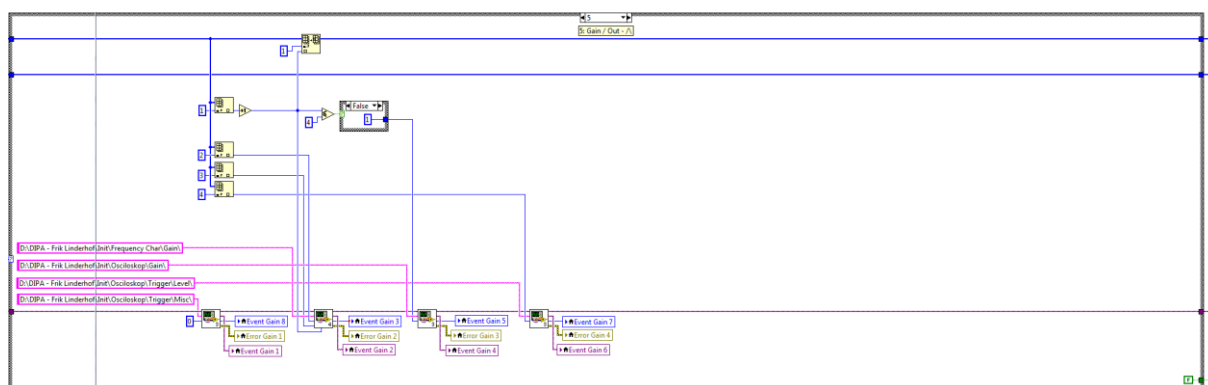 5
5: Gain / Out - /\
1
1
4
False
1
2
3
4
D:\DIPA - Frik Linderhof\Init\Frequency Char\Gain\
D:\DIPA - Frik Linderhof\Init\Osciloskop\Gain\
D:\DIPA - Frik Linderhof\Init\Osciloskop\Trigger\Level\
D:\DIPA - Frik Linderhof\Init\Osciloskop\Trigger\Misc\
0
Event Gain 8
Error Gain 1
Event Gain 1
Event Gain 3
Error Gain 2
Event Gain 2
Event Gain 5
Error Gain 3
Event Gain 4
Event Gain 7
Error Gain 4
Event Gain 6
F